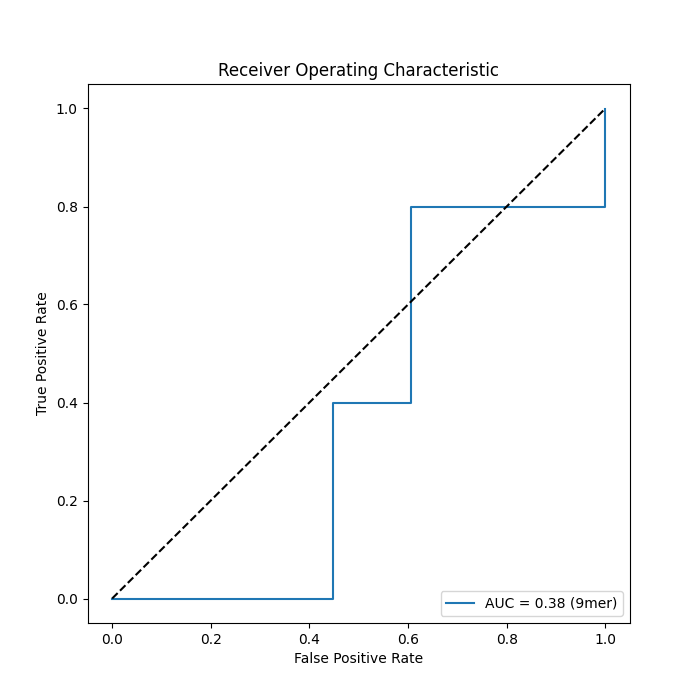 Receiver Operating Characteristic
True Positive Rate
1.0
0.8
0.6
0.4
0.2
0.0
AUC = 0.38 (9mer)
0.0 0.2 0.4 0.6 0.8 1.0
False Positive Rate